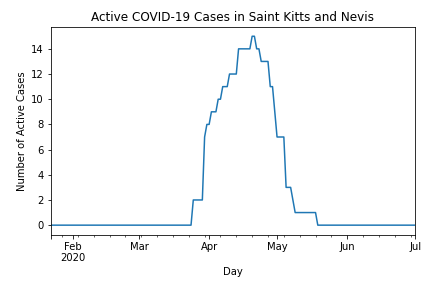 Active COVID-19 Cases in Saint Kitts and Nevis
Number of Active Cases
14
12
10
8
6
4
2
0
Feb Mar Apr May Jun Jul
2020
Day